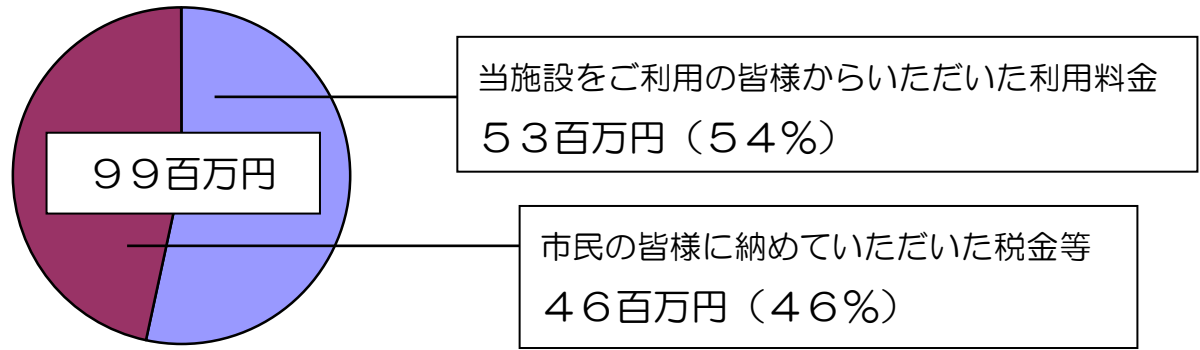 当施設をご利用の皆様からいただいた利用料金
５３百万円（５４％）
９９百万円
市民の皆様に納めていただいた税金等
４６百万円（４６％）